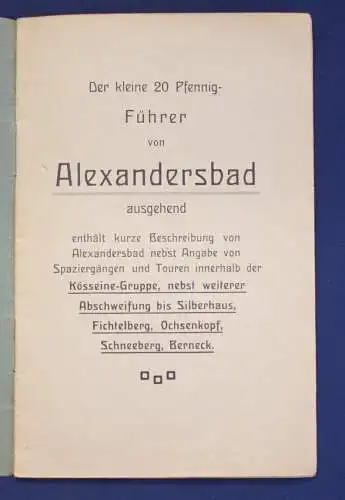 Der kleine 20 Pfennig-
Führer
von
Alexandersbad
ausgehend
enthält kurze Beschreibung von
Alexandersbad nebst Angabe von
Spaziergängen und Touren innerhalb der
Kösseine-Gruppe, nebst weiterer
Abschweifung bis Silberhaus,
Fichtelberg, Ochsenkopf,
Schneeberg, Berneck.